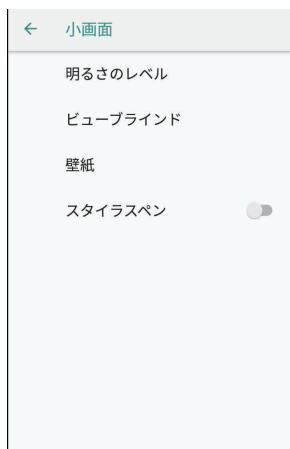 小画面
明るさのレベル
ビューブラインド
壁紙
スタイラスペン